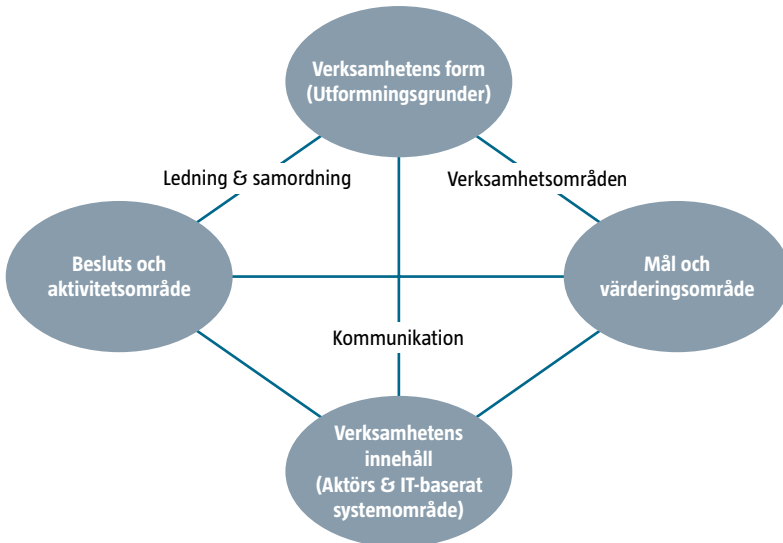 Verksamhetens form
(Utformningsgrunder)
Ledning & samordning
Verksamhetsområden
Besluts och
aktivitetsområde
Mål och
värderingsområde
Kommunikation
Verksamhetens
innehåll
(Aktörs & IT-baserat
systemområde)